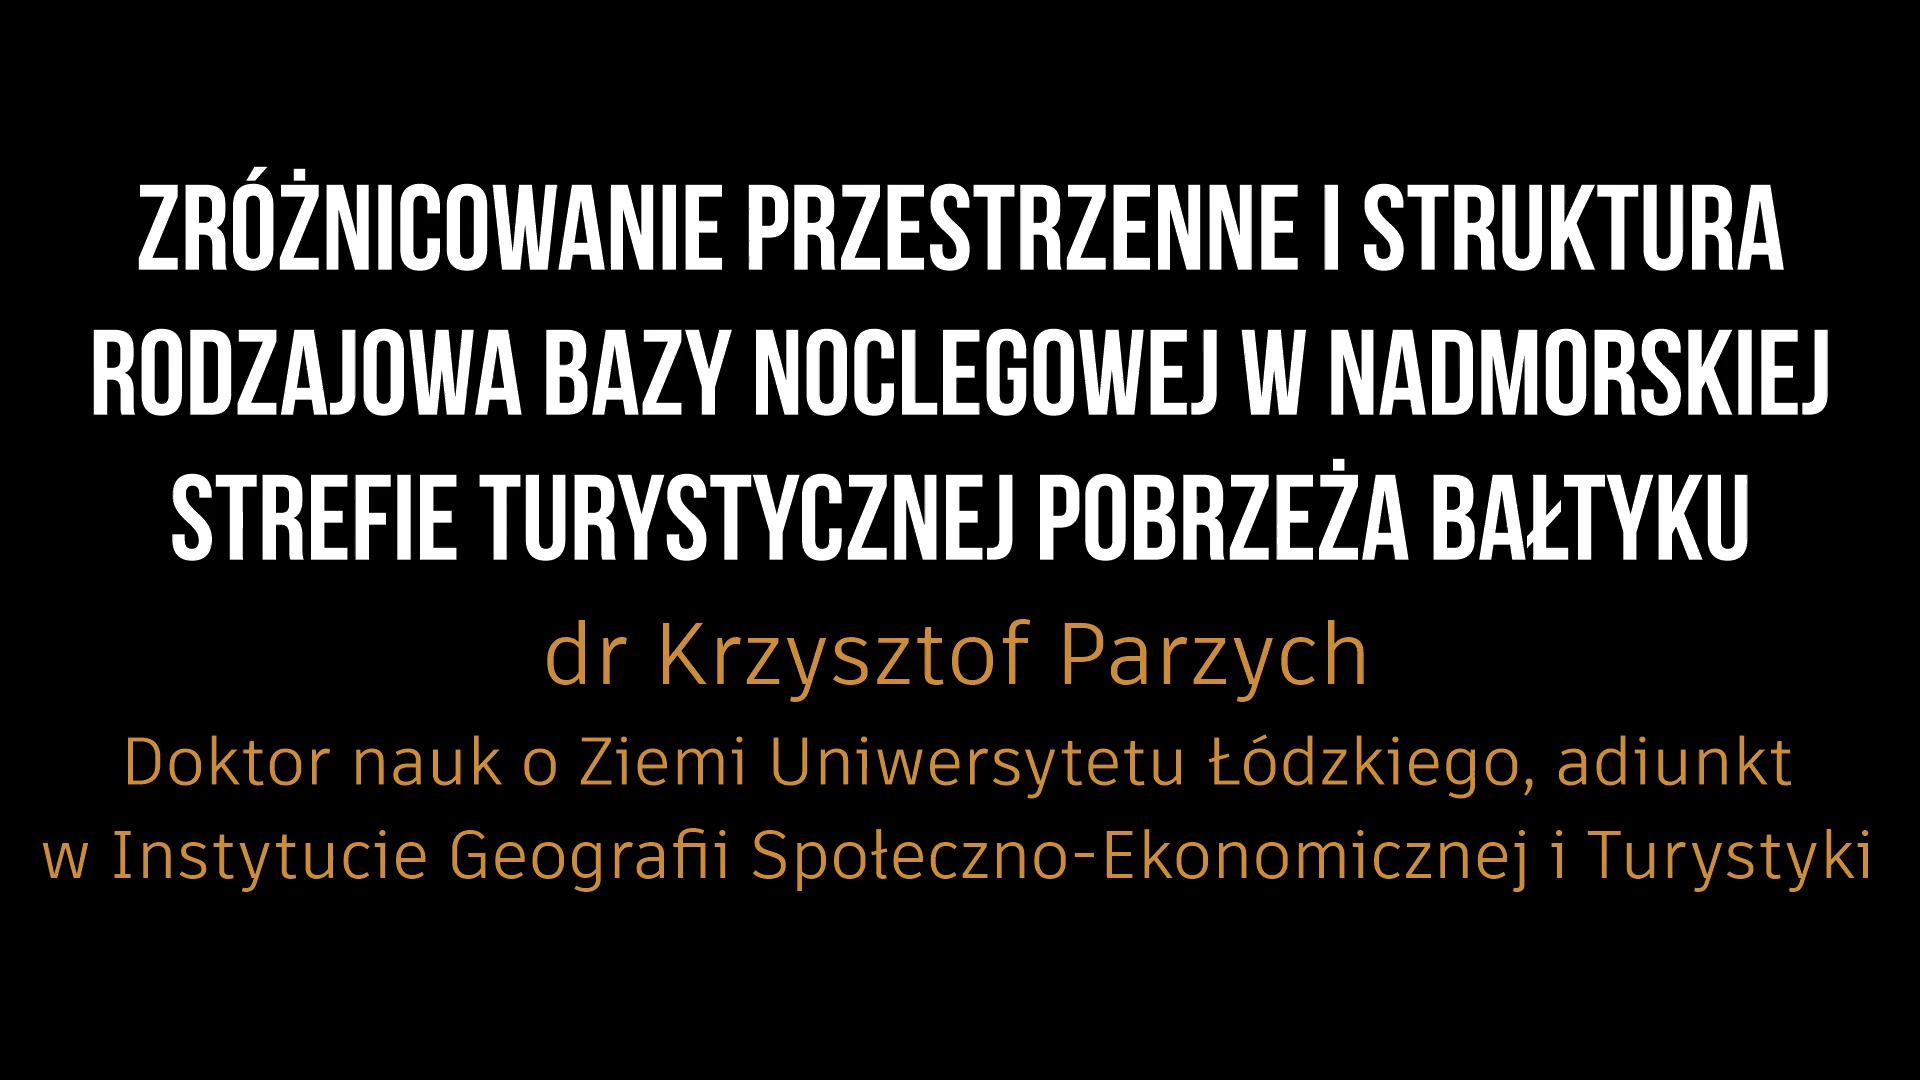 ZRÓŻNICOWANIE PRZESTRZENNE I STRUKTURA
RODZAJOWA BAZY NOCLEGOWEJ W NADMORSKIEJ
STREFIE TURYSTYCZNEJ POBRZEŻA BAŁTYKU
dr Krzysztof Parzych
Doktor nauk o Ziemi Uniwersytetu Łódzkiego, adiunkt
w Instytucie Geografii Społeczno-Ekonomicznej i Turystyki